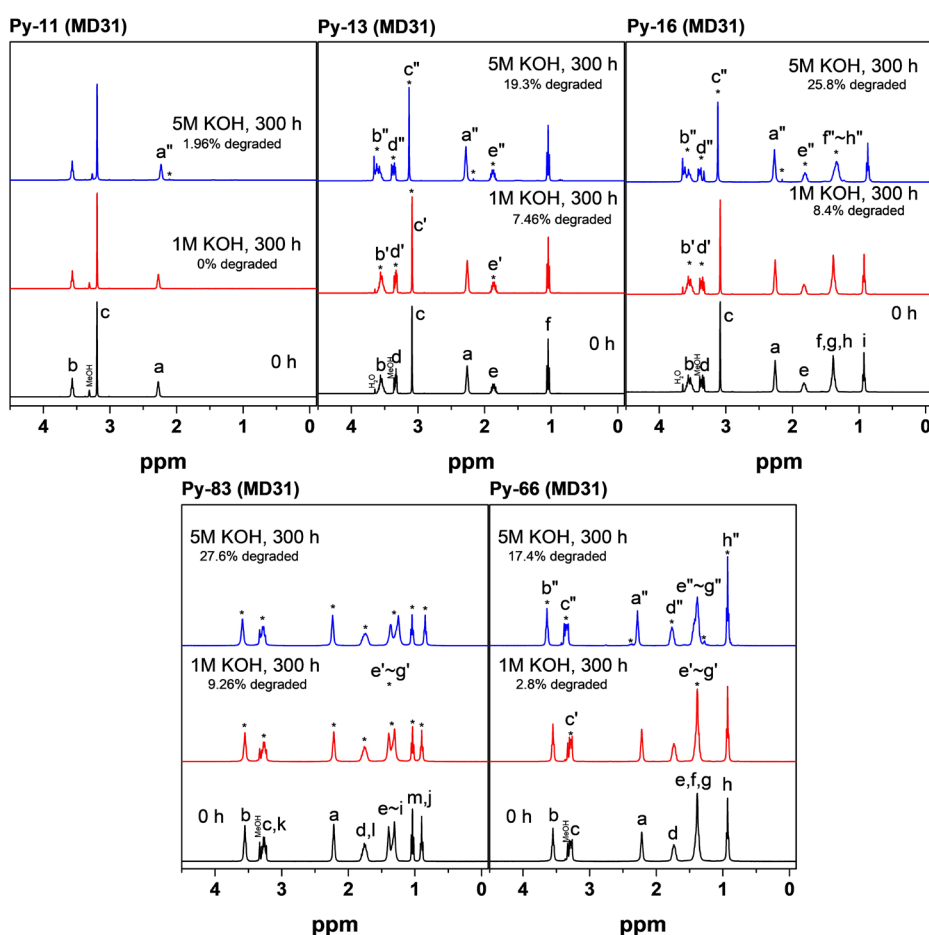 Py-11 (MD31)
5M KOH, 300 h
1.96% degraded
a"
*
1M KOH, 300 h
0% degraded
c
0 h
b
MeOH
a
4 3 2 1 0
ppm
Py-13 (MD31)
5M KOH, 300 h
19.3% degraded
c"
*
b"
*
d"
*
a"
*
e"
*
1M KOH, 300 h
7.46% degraded
*
c'
b'
*
d'
*
e'
*
c
f
0 h
H2O
b
MeOH
d
a
e
4 3 2 1 0
ppm
Py-16 (MD31)
5M KOH, 300 h
25.8% degraded
c"
*
b"
*
d"
*
a"
*
e"
*
f"~h"
*
1M KOH, 300 h
8.4% degraded
b'
*
d'
*
c
0 h
H2O
b
MeOH
d
a
e
f,g,h
i
4 3 2 1 0
ppm
Py-83 (MD31)
5M KOH, 300 h
27.6% degraded
* * * * * * *
1M KOH, 300 h
9.26% degraded
e'~g'
*
* * * * * * *
0 h
b
MeOH
c,k
a
d,l
e~i
m,j
4 3 2 1 0
ppm
Py-66 (MD31)
5M KOH, 300 h
17.4% degraded
h"
*
b"
*
c"
*
a"
*
d"
*
e"~g"
*
*
1M KOH, 300 h
2.8% degraded
e'~g'
*
c'
*
0 h
b
MeOH
c
a
d
e,f,g
h
4 3 2 1 0
ppm